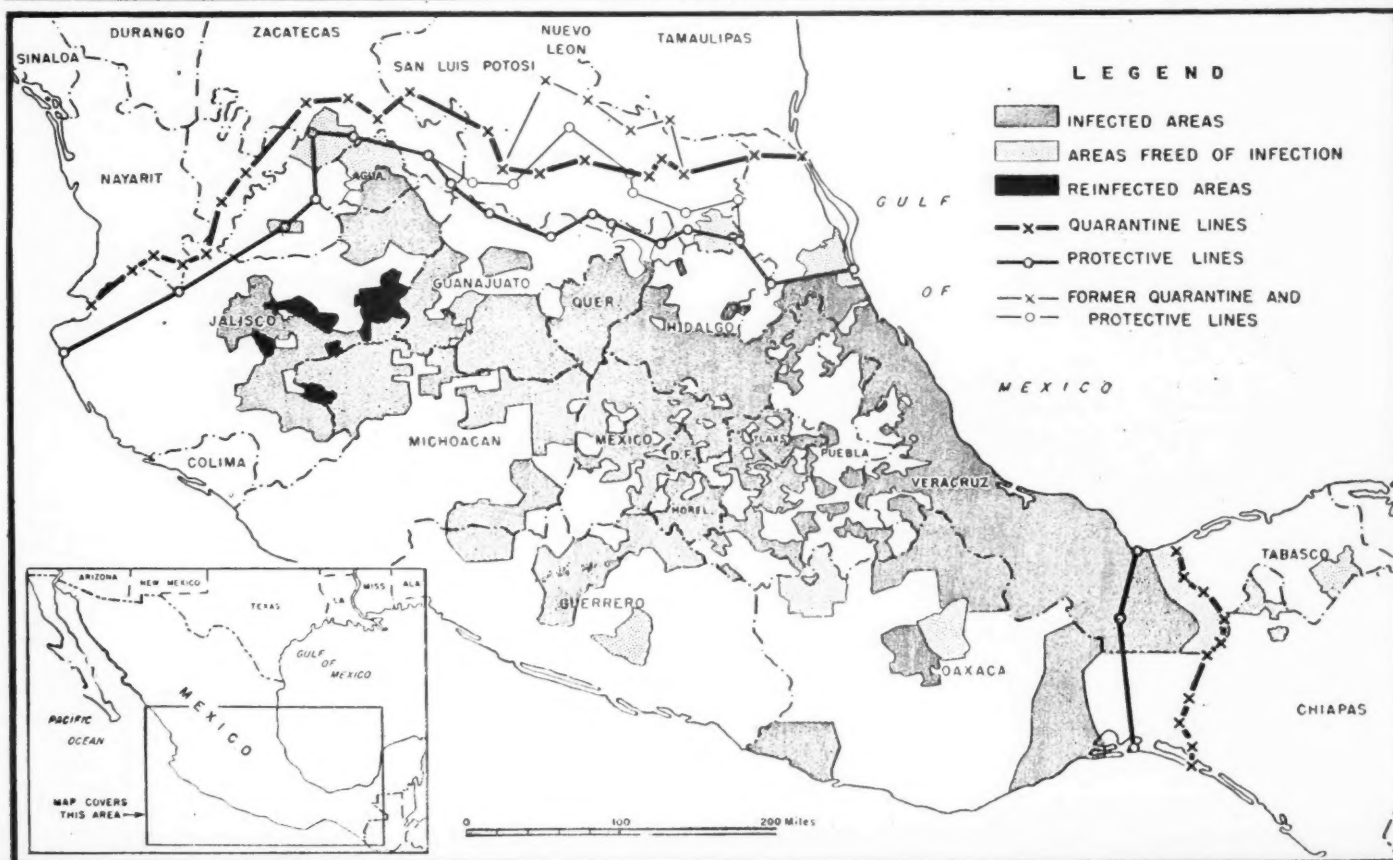 DURANGO
ZACATECAS
NUEVO
LEON
TAMAULIPAS
SINALOA
SAN LUIS POTOSI
NAYARIT
AGUA.
GUANAJUATO
QUER.
JALISCO
HIDALGO
MICHOACAN
MEXICO
D.F.
PUEBLA
COLIMA
VERACRUZ
MOREL.
GUERRERO
OAXACA
TABASCO
CHIAPAS
GULF
OF
MEXICO
LEGEND
INFECTED AREAS
AREAS FREED OF INFECTION
REINFECTED AREAS
QUARANTINE LINES
PROTECTIVE LINES
FORMER QUARANTINE AND
PROTECTIVE LINES
ARIZONA
NEW MEXICO
TEXAS
LA
MISS
ALA
GULF
OF
MEXICO
MEXICO
PACIFIC
OCEAN
MAP COVERS
THIS AREA
0 100 200 Miles